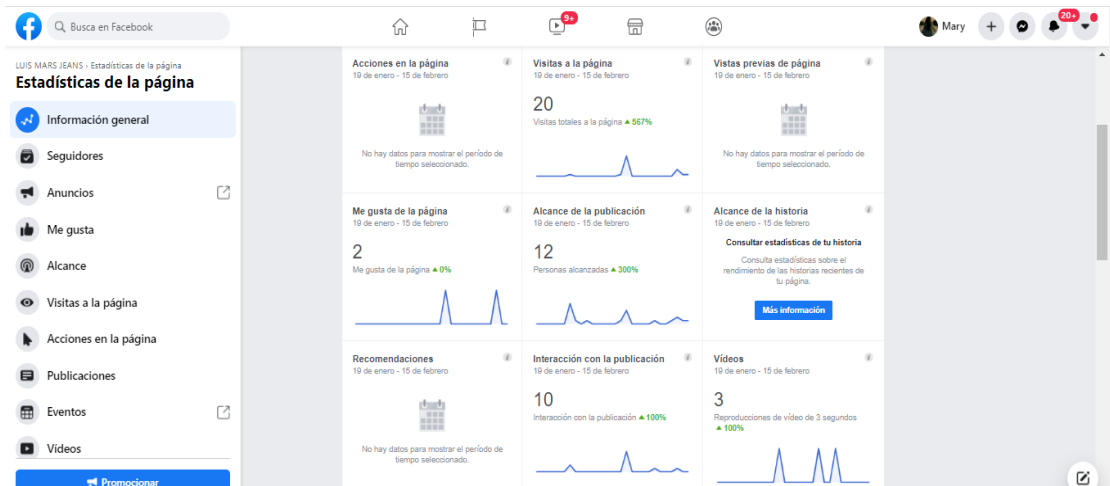 Busca en Facebook
9+
Mary
20+
LUIS MARS JEANS › Estadísticas de la página
Estadísticas de la página
Información general
Seguidores
Anuncios
Me gusta
Alcance
Visitas a la página
Acciones en la página
Publicaciones
Eventos
Vídeos
Promocionar
Acciones en la página
19 de enero - 15 de febrero
No hay datos para mostrar el período de
tiempo seleccionado.
Visitas a la página
19 de enero - 15 de febrero
20
Visitas totales a la página ▲ 567%
Vistas previas de página
19 de enero - 15 de febrero
No hay datos para mostrar el período de
tiempo seleccionado.
Me gusta de la página
19 de enero - 15 de febrero
2
Me gusta de la página ▲ 0%
Alcance de la publicación
19 de enero - 15 de febrero
12
Personas alcanzadas ▲ 300%
Alcance de la historia
19 de enero - 15 de febrero
Consultar estadísticas de tu historia
Consulta estadísticas sobre el
rendimiento de las historias recientes de
tu página.
Más información
Recomendaciones
19 de enero - 15 de febrero
No hay datos para mostrar el período de
tiempo seleccionado.
Interacción con la publicación
19 de enero - 15 de febrero
10
Interacción con la publicación ▲ 100%
Vídeos
19 de enero - 15 de febrero
3
Reproducciones de vídeo de 3 segundos
▲ 100%